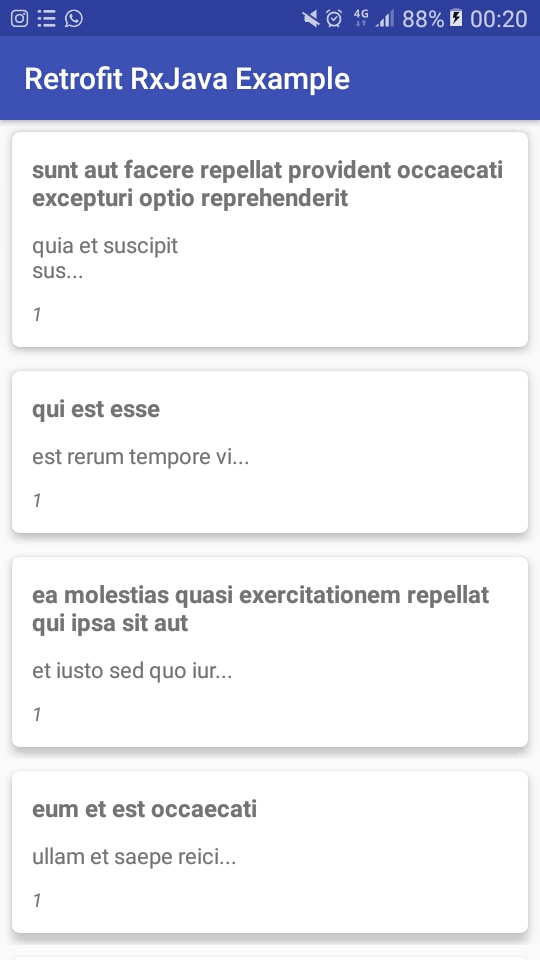 4G 88% 00:20
Retrofit RxJava Example
sunt aut facere repellat provident occaecati
excepturi optio reprehenderit
quia et suscipit
sus...
1
qui est esse
est rerum tempore vi...
1
ea molestias quasi exercitationem repellat
qui ipsa sit aut
et iusto sed quo iur...
1
eum et est occaecati
ullam et saepe reici...
1